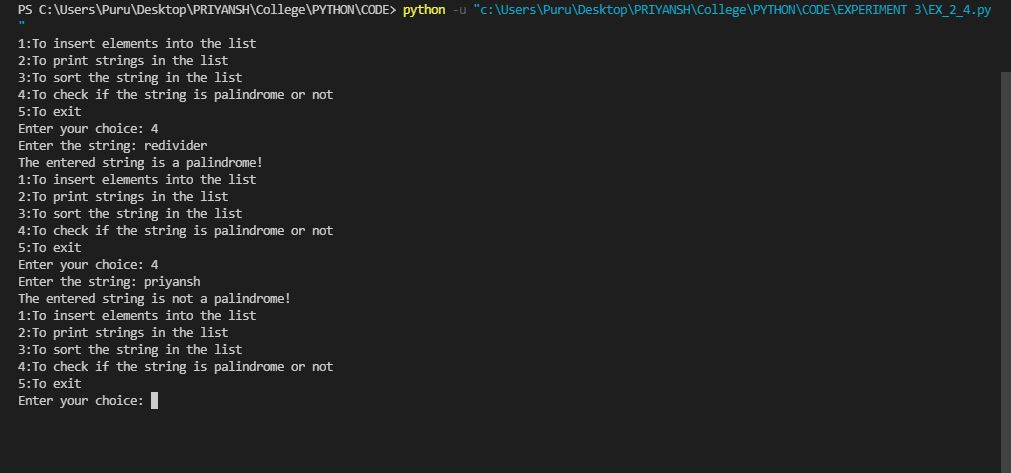 PS C:\Users\Puru\Desktop\PRIYANSH\College\PYTHON\CODE> python -u "c:\Users\Puru\Desktop\PRIYANSH\College\PYTHON\CODE\EXPERIMENT 3\EX_2_4.py
"
1:To insert elements into the list
2:To print strings in the list
3:To sort the string in the list
4:To check if the string is palindrome or not
5:To exit
Enter your choice: 4
Enter the string: redivider
The entered string is a palindrome!
1:To insert elements into the list
2:To print strings in the list
3:To sort the string in the list
4:To check if the string is palindrome or not
5:To exit
Enter your choice: 4
Enter the string: priyansh
The entered string is not a palindrome!
1:To insert elements into the list
2:To print strings in the list
3:To sort the string in the list
4:To check if the string is palindrome or not
5:To exit
Enter your choice: